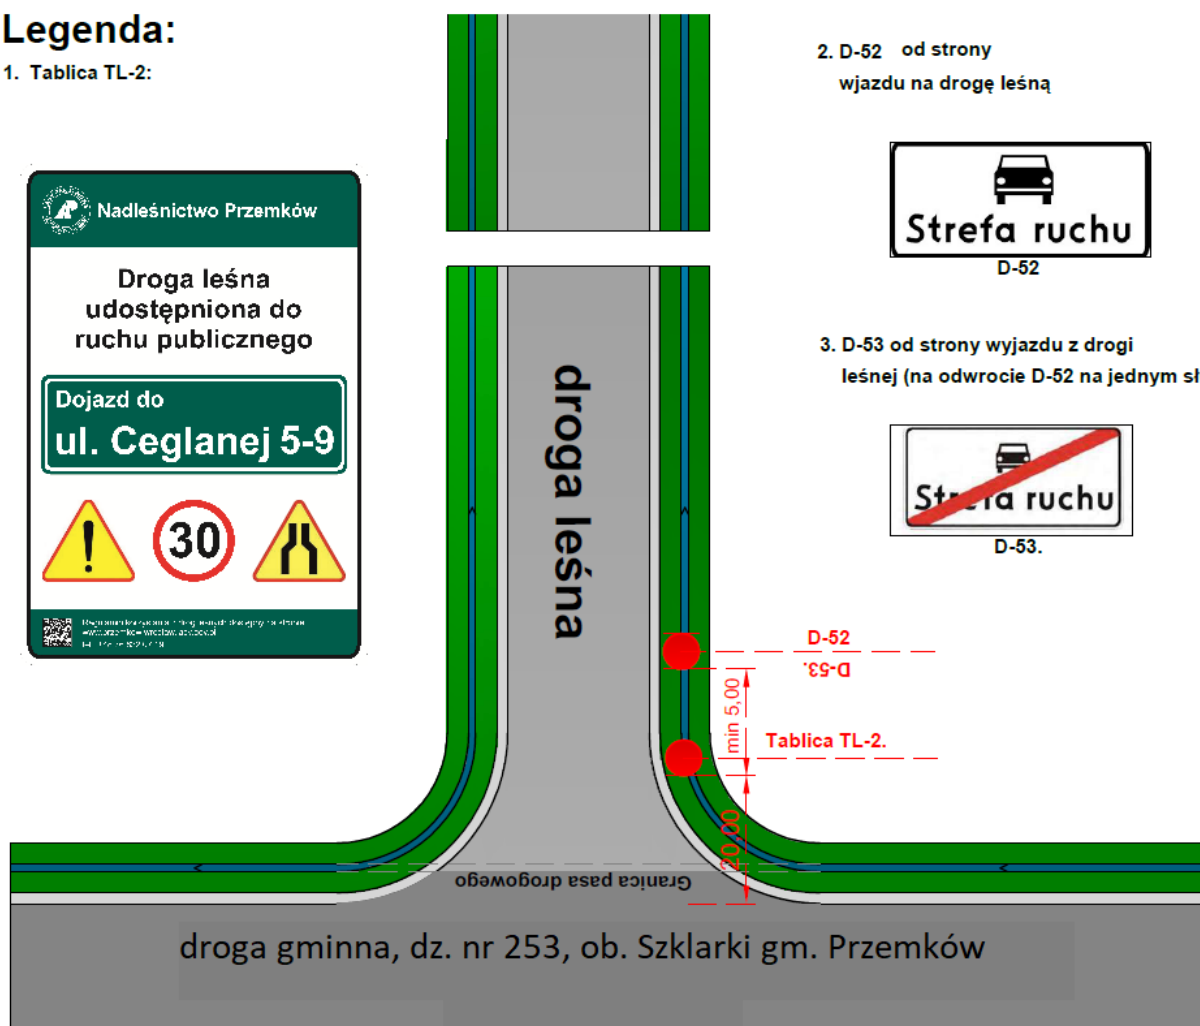 Legenda:
1. Tablica TL-2:
Nadleśnictwo Przemków
Droga leśna
udostępniona do
ruchu publicznego
Dojazd do
ul. Ceglanej 5-9
30
2. D-52 od strony
wjazdu na drogę leśną
Strefa ruchu
D-52
3. D-53 od strony wyjazdu z drogi
leśnej (na odwrocie D-52 na jednym
Strefa ruchu
D-53.
droga leśna
D-52
D-53.
min 5,00
Tablica TL-2.
20,00
Granica pasa drogowego
droga gminna, dz. nr 253, ob. Szklarki gm. Przemków